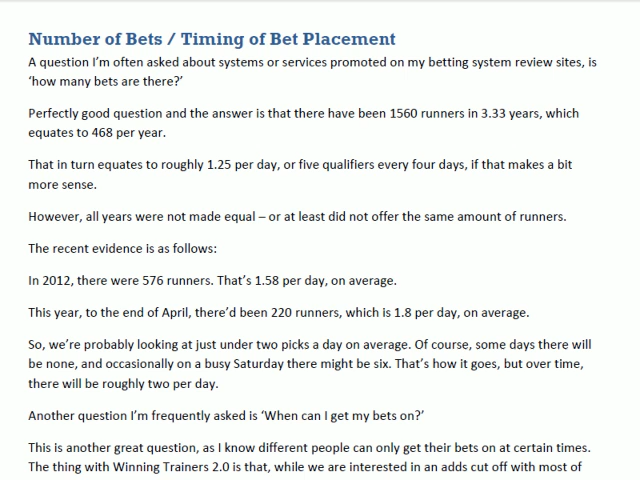 Number of Bets / Timing of Bet Placement
A question I’m often asked about systems or services promoted on my betting system review sites, is
‘how many bets are there?’
Perfectly good question and the answer is that there have been 1560 runners in 3.33 years, which
equates to 468 per year.
That in turn equates to roughly 1.25 per day, or five qualifiers every four days, if that makes a bit
more sense.
However, all years were not made equal – or at least did not offer the same amount of runners.
The recent evidence is as follows:
In 2012, there were 576 runners. That’s 1.58 per day, on average.
This year, to the end of April, there’d been 220 runners, which is 1.8 per day, on average.
So, we’re probably looking at just under two picks a day on average. Of course, some days there will
be none, and occasionally on a busy Saturday there might be six. That’s how it goes, but over time,
there will be roughly two per day.
Another question I’m frequently asked is ‘When can I get my bets on?’
This is another great question, as I know different people can only get their bets on at certain times.
The thing with Winning Trainers 2.0 is that, while we are interested in an adds cut off with most of